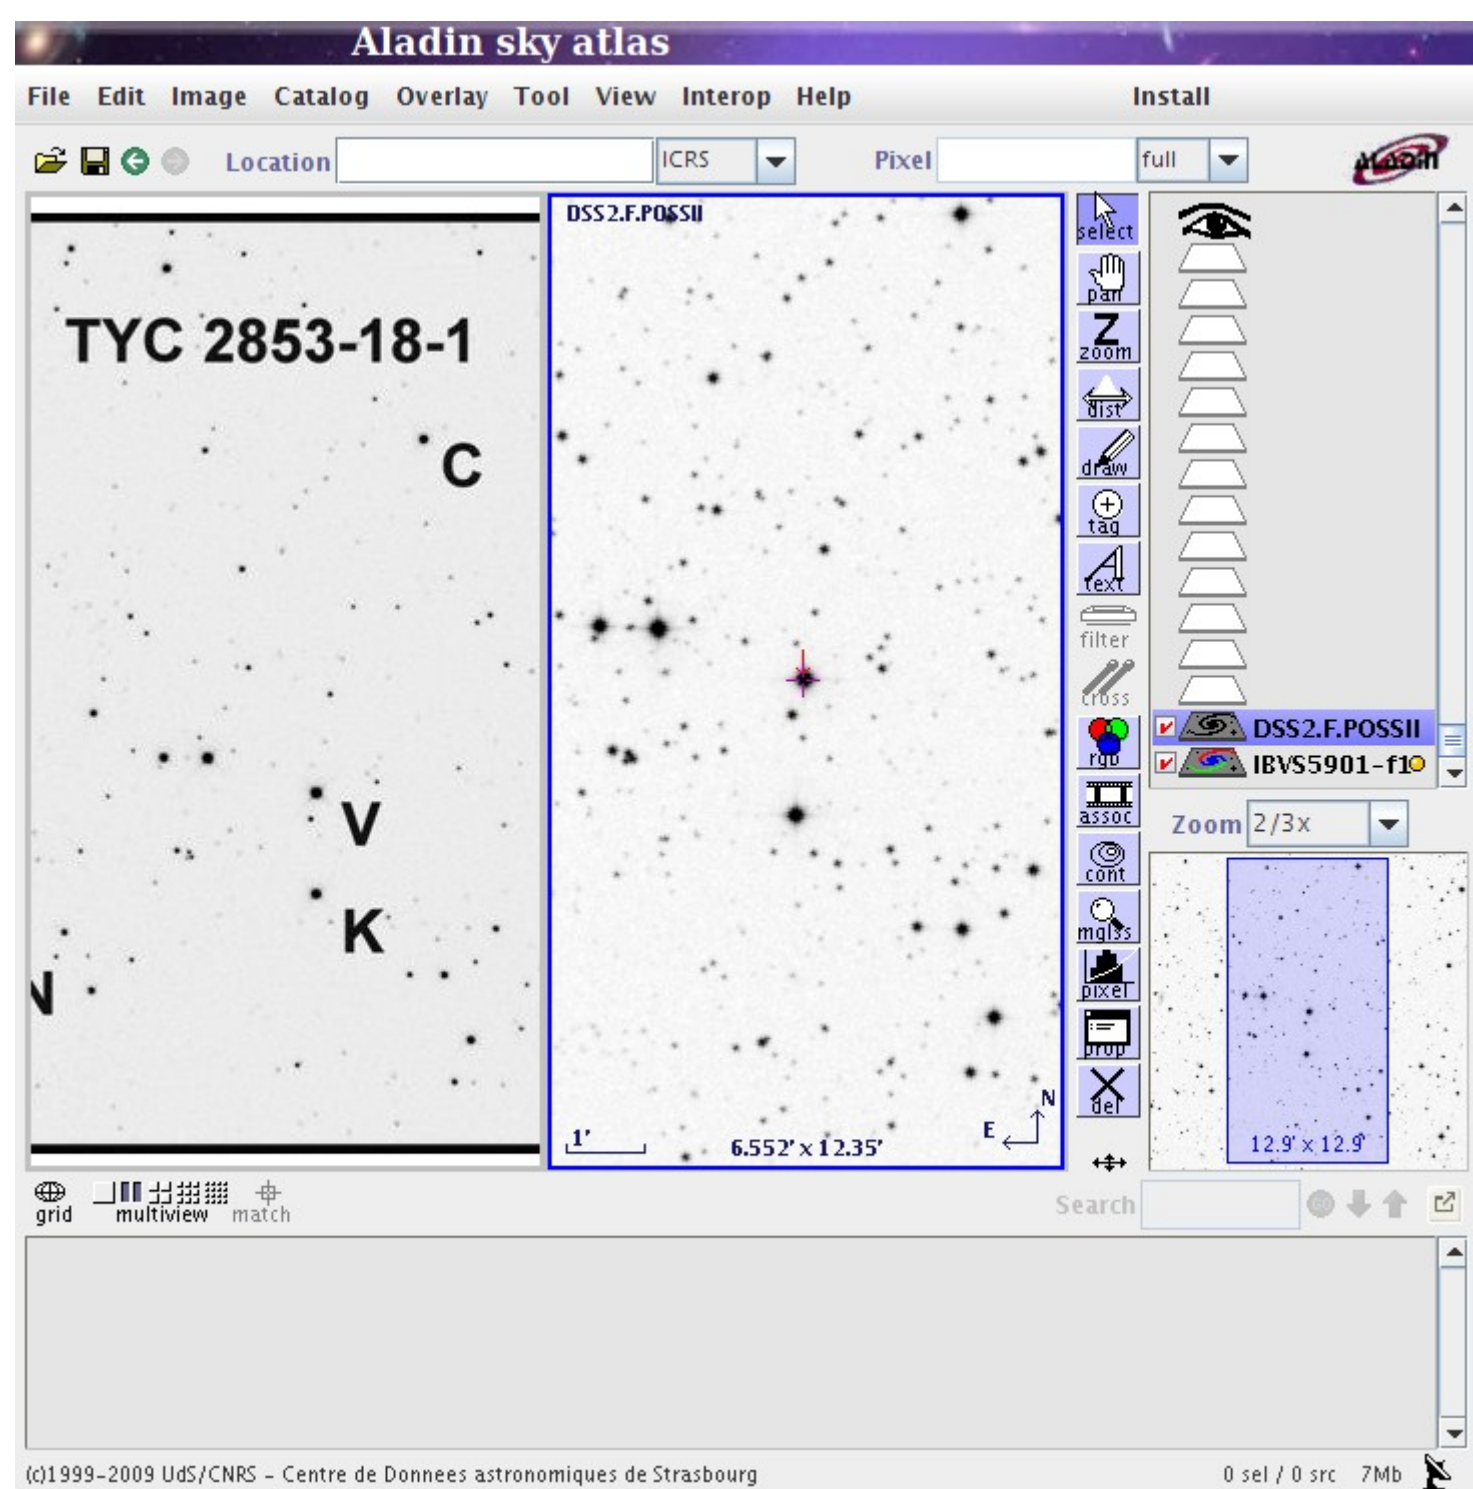 Aladin sky atlas
File Edit Image Catalog Overlay Tool View Interop Help Install
Location ICRS Pixel full ALADIN
DSS2.F.POSSII
TYC 2853-18-1
C
V
K
N
1'
6.552' x 12.35'
E
N
select
pan
zoom
dist
draw
tag
text
filter
cross
rgb
assoc
cont
mglss
pixel
prop
del
DSS2.F.POSSII
IBVS5901-f1
Zoom 2/3x
12.9' x 12.9'
grid multiview match
Search GO
(c)1999-2009 UdS/CNRS - Centre de Donnees astronomiques de Strasbourg 0 sel / 0 src 7Mb